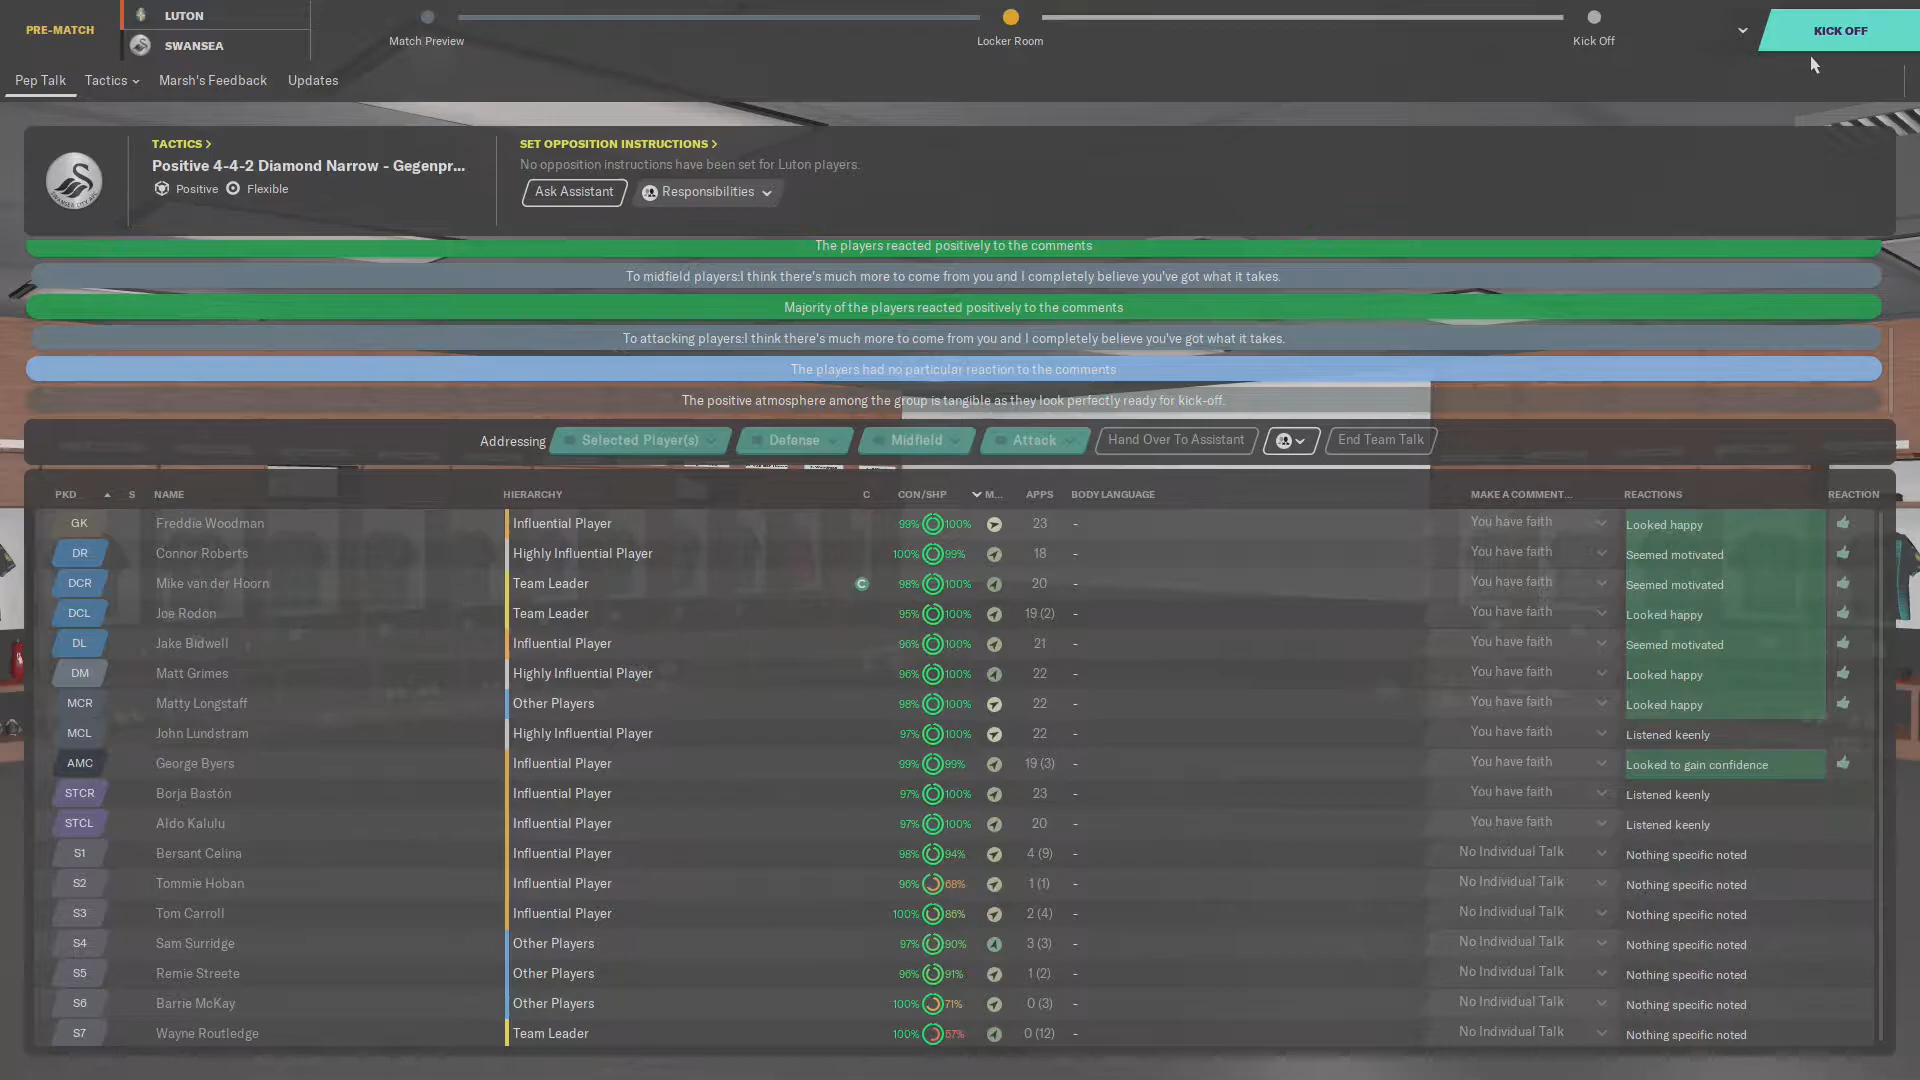 PRE-MATCH
LUTON
SWANSEA
Match Preview
Locker Room
Kick Off
KICK OFF
Pep Talk
Tactics
Marsh's Feedback
Updates
TACTICS >
Positive 4-4-2 Diamond Narrow - Gegenpr...
Positive Flexible
SET OPPOSITION INSTRUCTIONS >
No opposition instructions have been set for Luton players.
Ask Assistant Responsibilities
The players reacted positively to the comments
To midfield players:I think there's much more to come from you and I completely believe you've got what it takes.
Majority of the players reacted positively to the comments
To attacking players:I think there's much more to come from you and I completely believe you've got what it takes.
The players had no particular reaction to the comments
The positive atmosphere among the group is tangible as they look perfectly ready for kick-off.
Addressing Selected Player(s) Defense Midfield Attack Hand Over To Assistant End Team Talk
PKD S NAME HIERARCHY C CON/SHP M... APPS BODY LANGUAGE MAKE A COMMENT... REACTIONS REACTION
GK Freddie Woodman Influential Player 99% 100% 23 - You have faith Looked happy
DR Connor Roberts Highly Influential Player 100% 99% 18 - You have faith Seemed motivated
DCR Mike van der Hoorn Team Leader C 98% 100% 20 - You have faith Seemed motivated
DCL Joe Rodon Team Leader 95% 100% 19 (2) - You have faith Looked happy
DL Jake Bidwell Influential Player 96% 100% 21 - You have faith Seemed motivated
DM Matt Grimes Highly Influential Player 96% 100% 22 - You have faith Looked happy
MCR Matty Longstaff Other Players 98% 100% 22 - You have faith Looked happy
MCL John Lundstram Highly Influential Player 97% 100% 22 - You have faith Listened keenly
AMC George Byers Influential Player 99% 99% 19 (3) - You have faith Looked to gain confidence
STCR Borja Bastón Influential Player 97% 100% 23 - You have faith Listened keenly
STCL Aldo Kalulu Influential Player 97% 100% 20 - You have faith Listened keenly
S1 Bersant Celina Influential Player 98% 94% 4 (9) - No Individual Talk Nothing specific noted
S2 Tommie Hoban Influential Player 96% 68% 1 (1) - No Individual Talk Nothing specific noted
S3 Tom Carroll Influential Player 100% 86% 2 (4) - No Individual Talk Nothing specific noted
S4 Sam Surridge Other Players 97% 90% 3 (3) - No Individual Talk Nothing specific noted
S5 Remie Streete Other Players 96% 91% 1 (2) - No Individual Talk Nothing specific noted
S6 Barrie McKay Other Players 100% 71% 0 (3) - No Individual Talk Nothing specific noted
S7 Wayne Routledge Team Leader 100% 57% 0 (12) - No Individual Talk Nothing specific noted